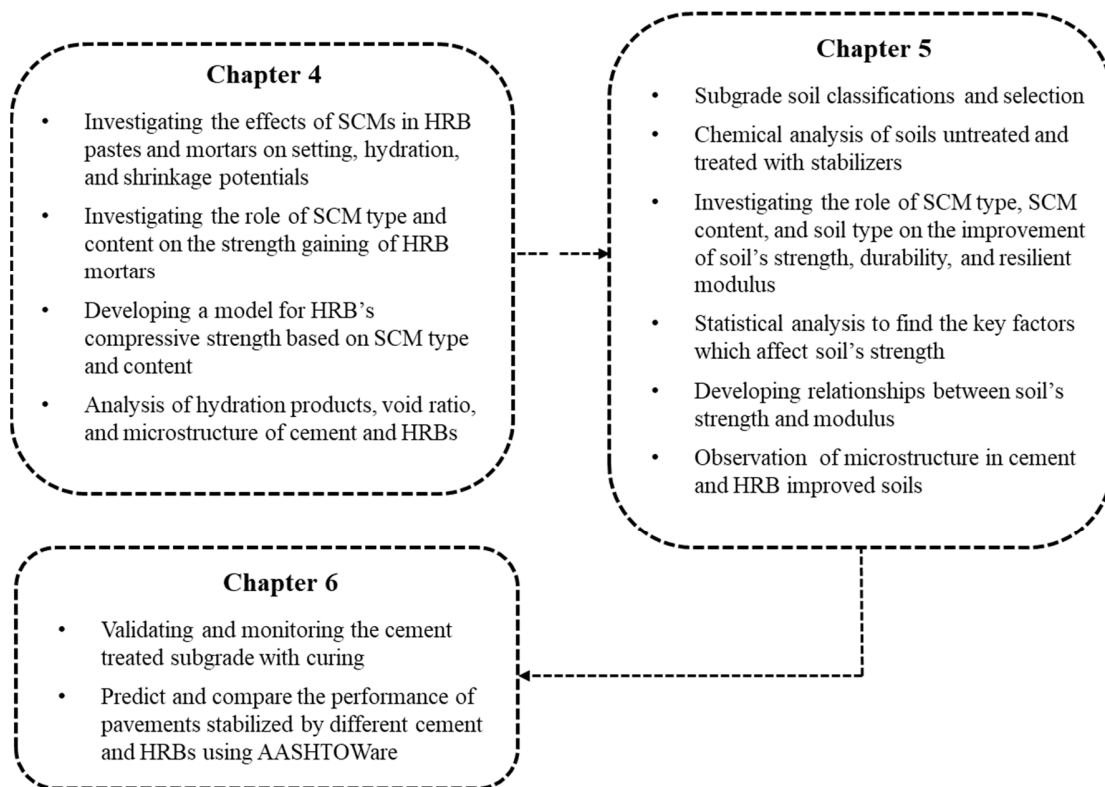 Chapter 4
• Investigating the effects of SCMs in HRB
pastes and mortars on setting, hydration,
and shrinkage potentials
• Investigating the role of SCM type and
content on the strength gaining of HRB
mortars
• Developing a model for HRB’s
compressive strength based on SCM type
and content
• Analysis of hydration products, void ratio,
and microstructure of cement and HRBs
Chapter 5
• Subgrade soil classifications and selection
• Chemical analysis of soils untreated and
treated with stabilizers
• Investigating the role of SCM type, SCM
content, and soil type on the improvement
of soil’s strength, durability, and resilient
modulus
• Statistical analysis to find the key factors
which affect soil’s strength
• Developing relationships between soil’s
strength and modulus
• Observation of microstructure in cement
and HRB improved soils
Chapter 6
• Validating and monitoring the cement
treated subgrade with curing
• Predict and compare the performance of
pavements stabilized by different cement
and HRBs using AASHTOWare